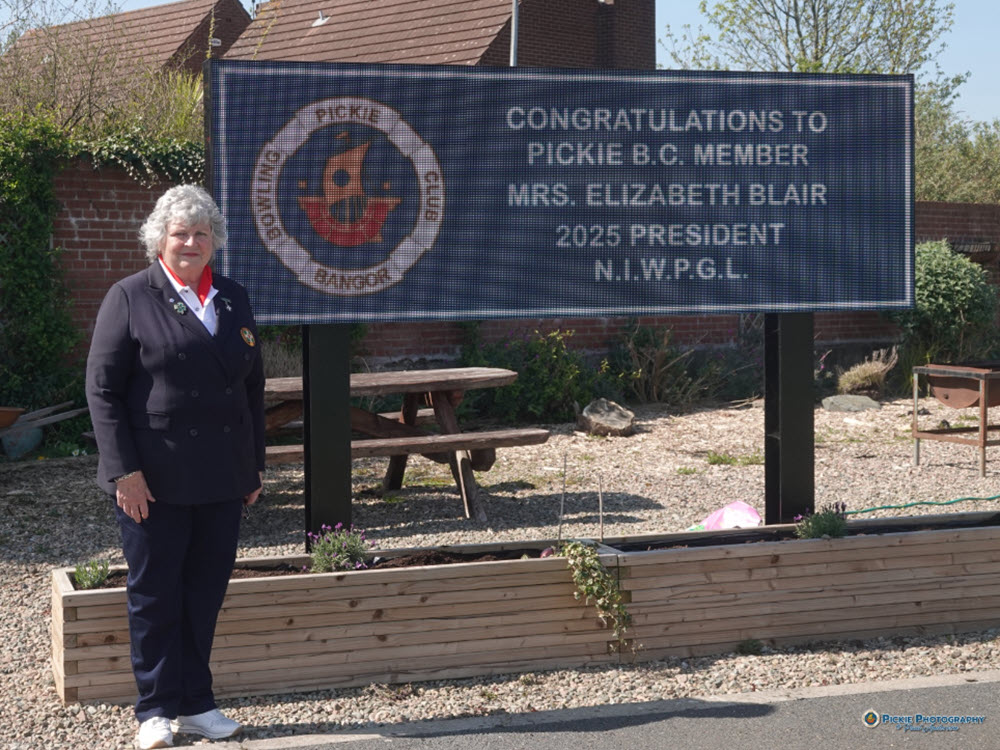 PICKIE
BOWLING
CLUB
BANGOR
CONGRATULATIONS TO
PICKIE B.C. MEMBER
MRS. ELIZABETH BLAIR
2025 PRESIDENT
N.I.W.P.G.L.
PICKIE PHOTOGRAPHY